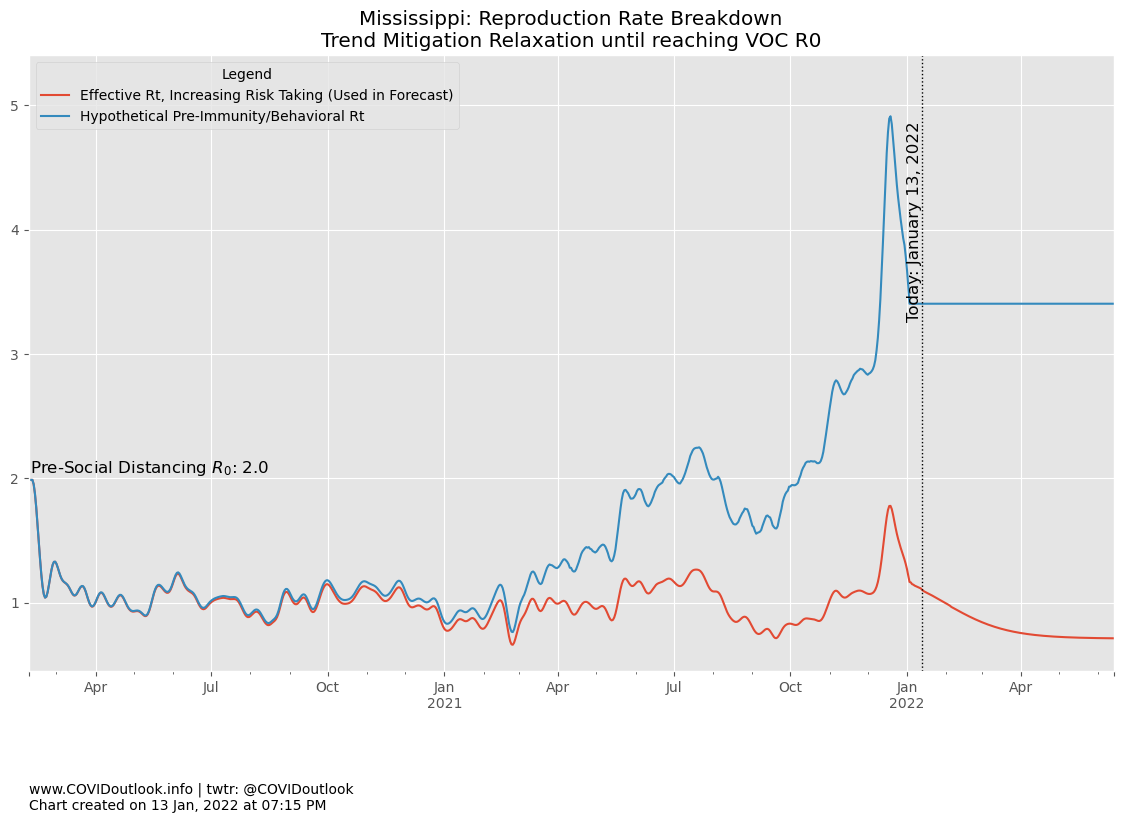 Mississippi: Reproduction Rate Breakdown
Trend Mitigation Relaxation until reaching VOC R0
Legend
Effective Rt, Increasing Risk Taking (Used in Forecast)
Hypothetical Pre-Immunity/Behavioral Rt
5
4
3
2
1
Today: January 13, 2022
Pre-Social Distancing R0: 2.0
Apr Jul Oct Jan Apr Jul Oct Jan Apr
2021 2022
www.COVIDoutlook.info | twtr: @COVIDoutlook
Chart created on 13 Jan, 2022 at 07:15 PM